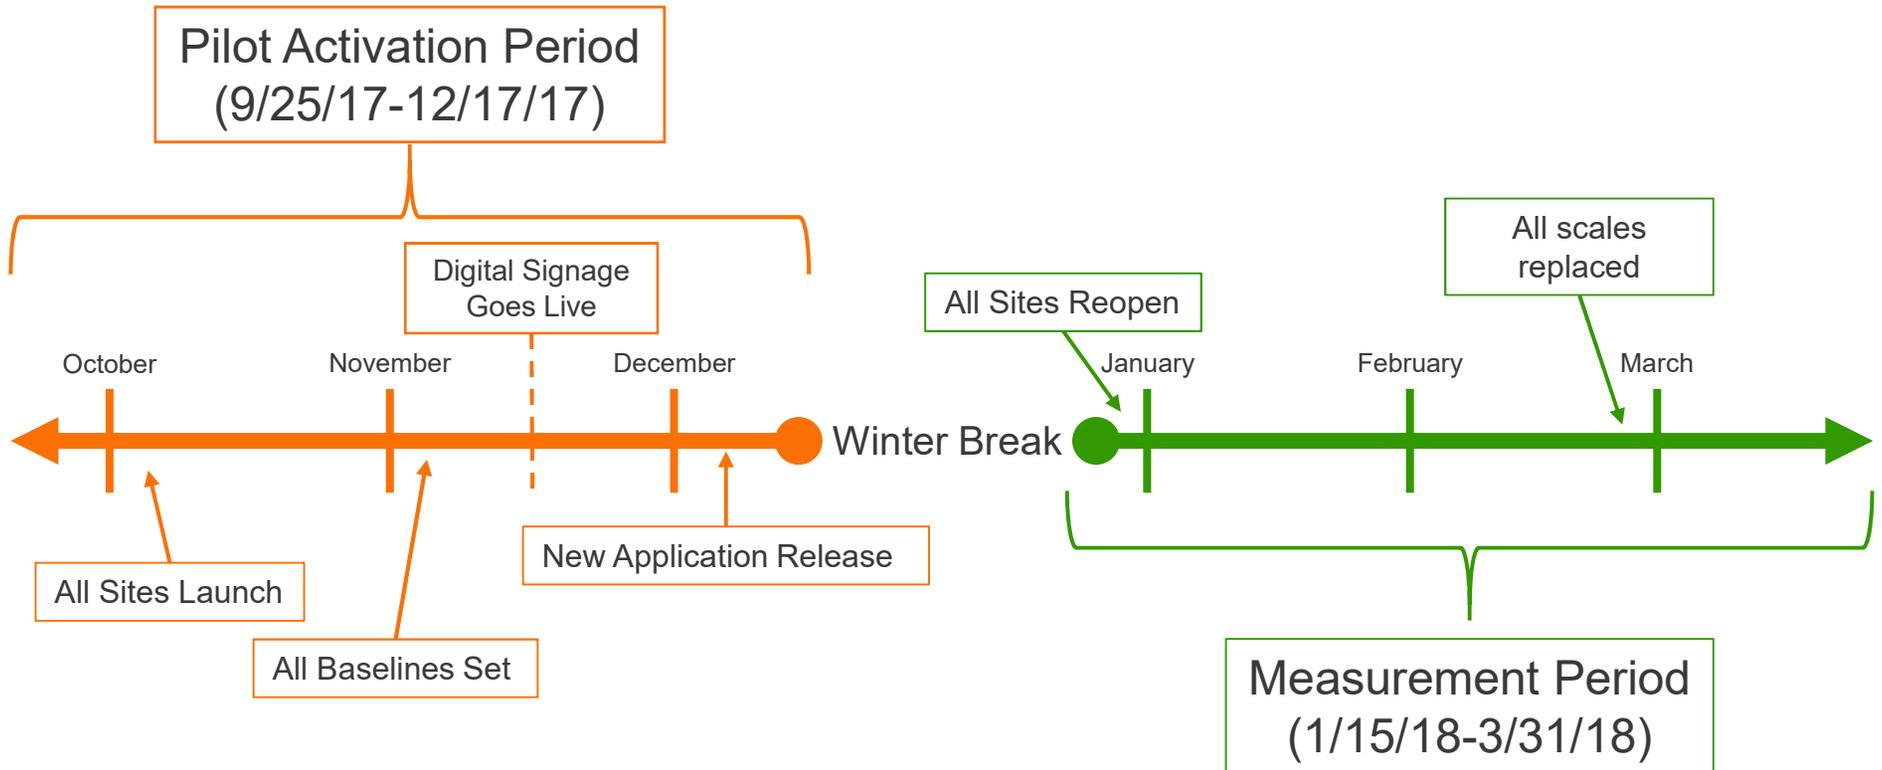 Pilot Activation Period
(9/25/17-12/17/17)
All scales
replaced
Digital Signage
Goes Live
All Sites Reopen
October
November
December
January
February
March
Winter Break
New Application Release
All Sites Launch
All Baselines Set
Measurement Period
(1/15/18-3/31/18)